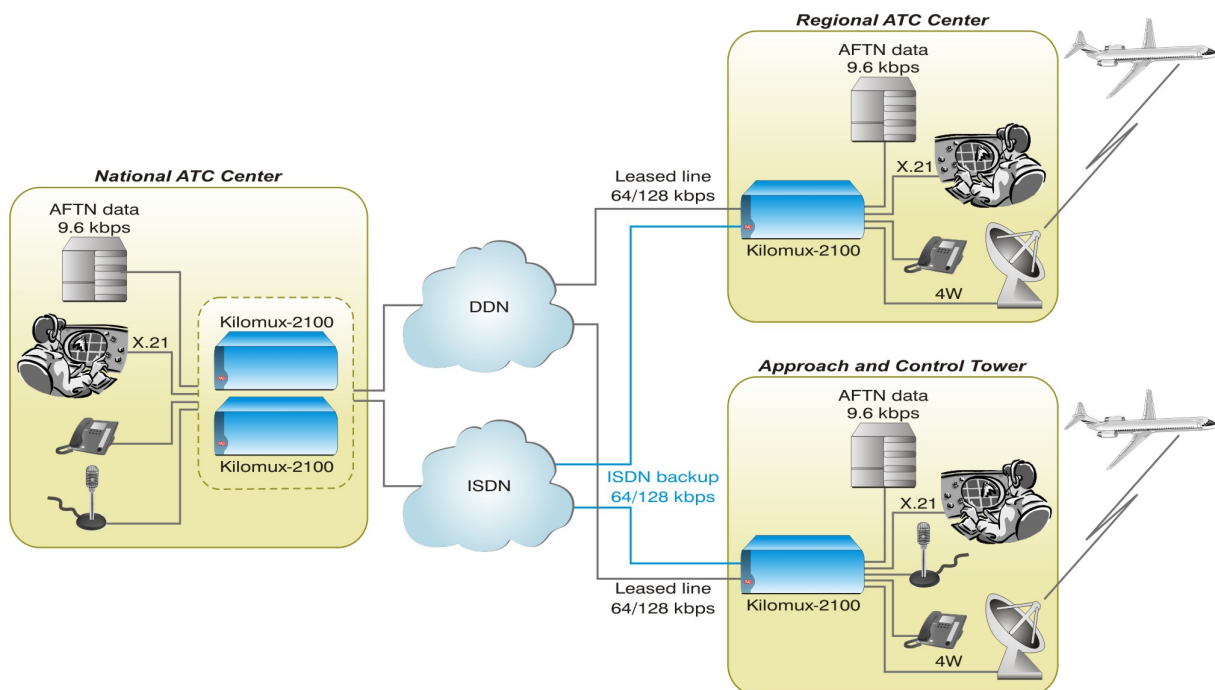 National ATC Center
AFTN data
9.6 kbps
X.21
Kilomux-2100
Kilomux-2100
DDN
ISDN
Leased line
64/128 kbps
ISDN backup
64/128 kbps
Leased line
64/128 kbps
Regional ATC Center
AFTN data
9.6 kbps
X.21
Kilomux-2100
4W
Approach and Control Tower
AFTN data
9.6 kbps
X.21
Kilomux-2100
4W